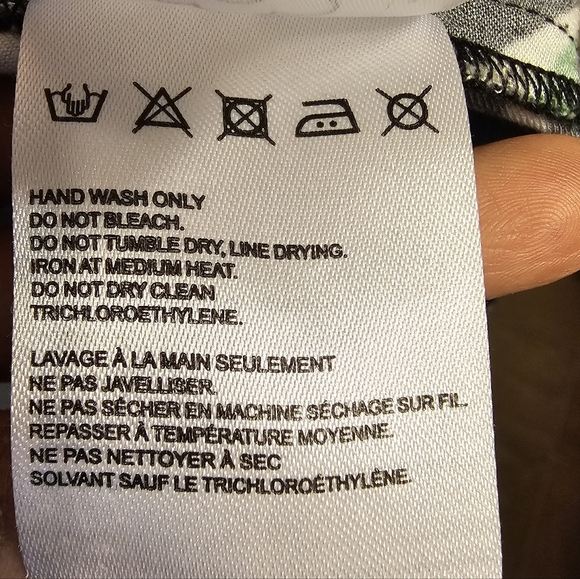 HAND WASH ONLY
DO NOT BLEACH.
DO NOT TUMBLE DRY, LINE DRYING.
IRON AT MEDIUM HEAT.
DO NOT DRY CLEAN
TRICHLOROETHYLENE.
LAVAGE À LA MAIN SEULEMENT
NE PAS JAVELLISER.
NE PAS SÉCHER EN MACHINE SÉCHAGE SUR FIL.
REPASSER À TEMPÉRATURE MOYENNE.
NE PAS NETTOYER À SEC
SOLVANT SAUF LE TRICHLOROÉTHYLÉNE.